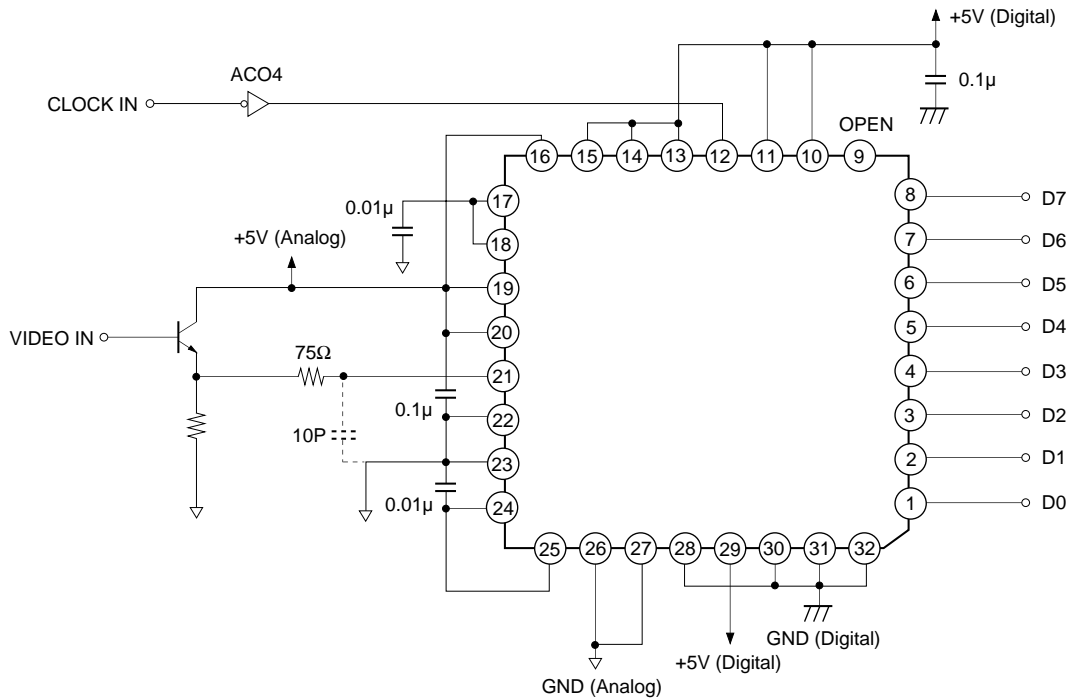 +5V (Digital)
ACO4
CLOCK IN
0.1µ
OPEN
16 15 14 13 12 11 10 9
17
8
D7
0.01µ
18
7
D6
+5V (Analog)
19
6
D5
20
5
D4
VIDEO IN
75Ω
21
4
D3
0.1µ
22
3
D2
10P
23
2
D1
0.01µ
24
1
D0
25 26 27 28 29 30 31 32
GND (Digital)
+5V (Digital)
GND (Analog)